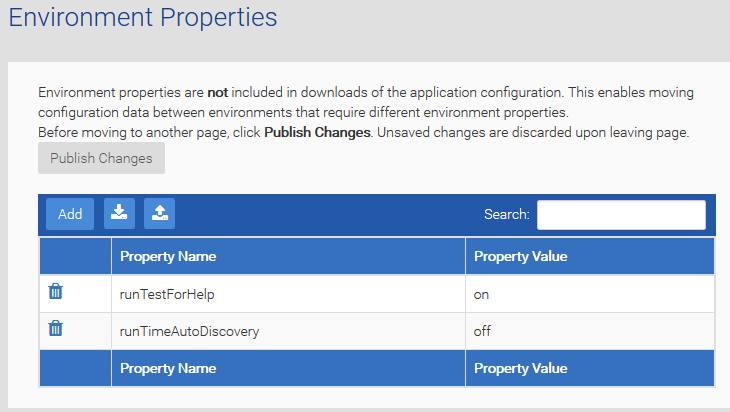 Environment Properties
Environment properties are not included in downloads of the application configuration. This enables moving
configuration data between environments that require different environment properties.
Before moving to another page, click Publish Changes. Unsaved changes are discarded upon leaving page.
Publish Changes
Add Search:
Property Name Property Value
runTestForHelp on
runTimeAutoDiscovery off
Property Name Property Value